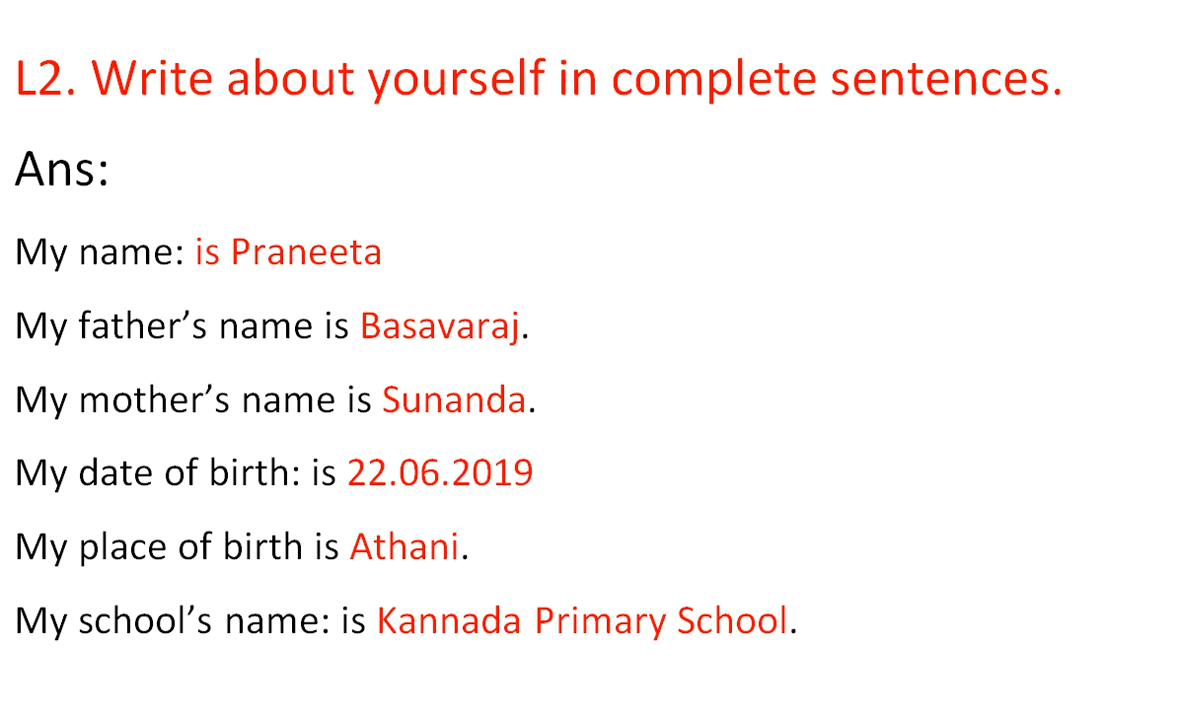 L2. Write about yourself in complete sentences.
Ans:
My name: is Praneeta
My father’s name is Basavaraj.
My mother’s name is Sunanda.
My date of birth: is 22.06.2019
My place of birth is Athani.
My school’s name: is Kannada Primary School.